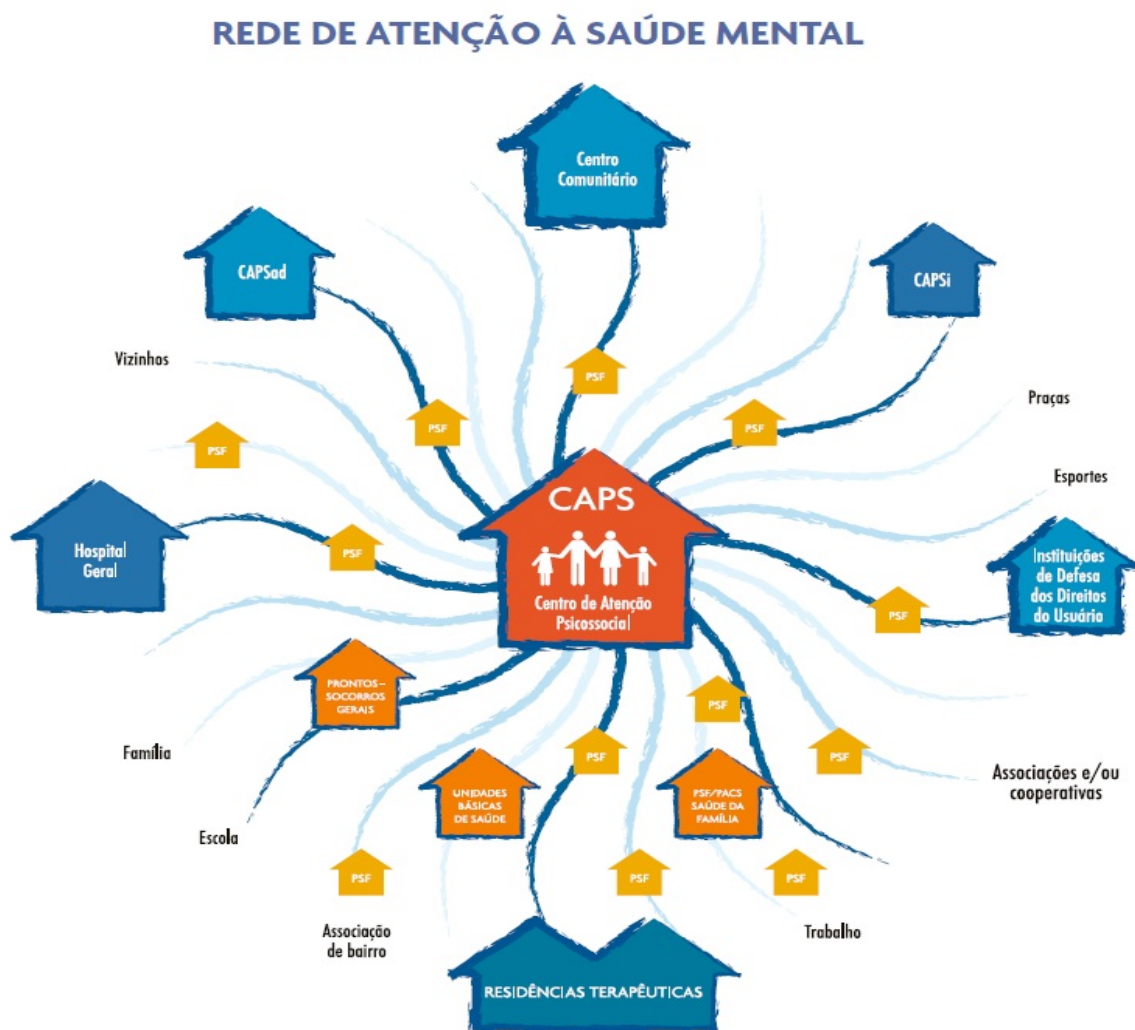 REDE DE ATENÇÃO À SAÚDE MENTAL
Centro
Comunitário
CAPSad
CAPSi
Vizinhos
PSF
PSF
PSF
Praças
PSF
Esportes
Hospital
Geral
PSF
CAPS
Centro de Atenção
Psicossocial
Instituições
de Defesa
dos Direitos
do Usuário
PSF
PRONTOS–
SOCORROS
GERAIS
PSF
Família
PSF
PSF
UNIDADES
BÁSICAS
DE SAÚDE
PSF/PACS
SAÚDE DA
FAMÍLIA
Associações e/ou
cooperativas
Escola
PSF
PSF
PSF
Associação
de bairro
Trabalho
RESIDÊNCIAS TERAPÊUTICAS